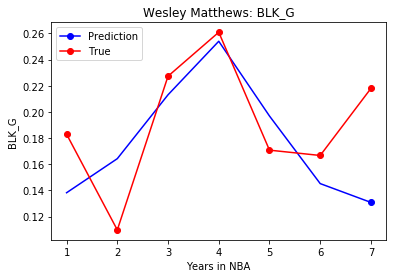 Wesley Matthews: BLK_G
Prediction
True
BLK_G
0.26
0.24
0.22
0.20
0.18
0.16
0.14
0.12
1 2 3 4 5 6 7
Years in NBA